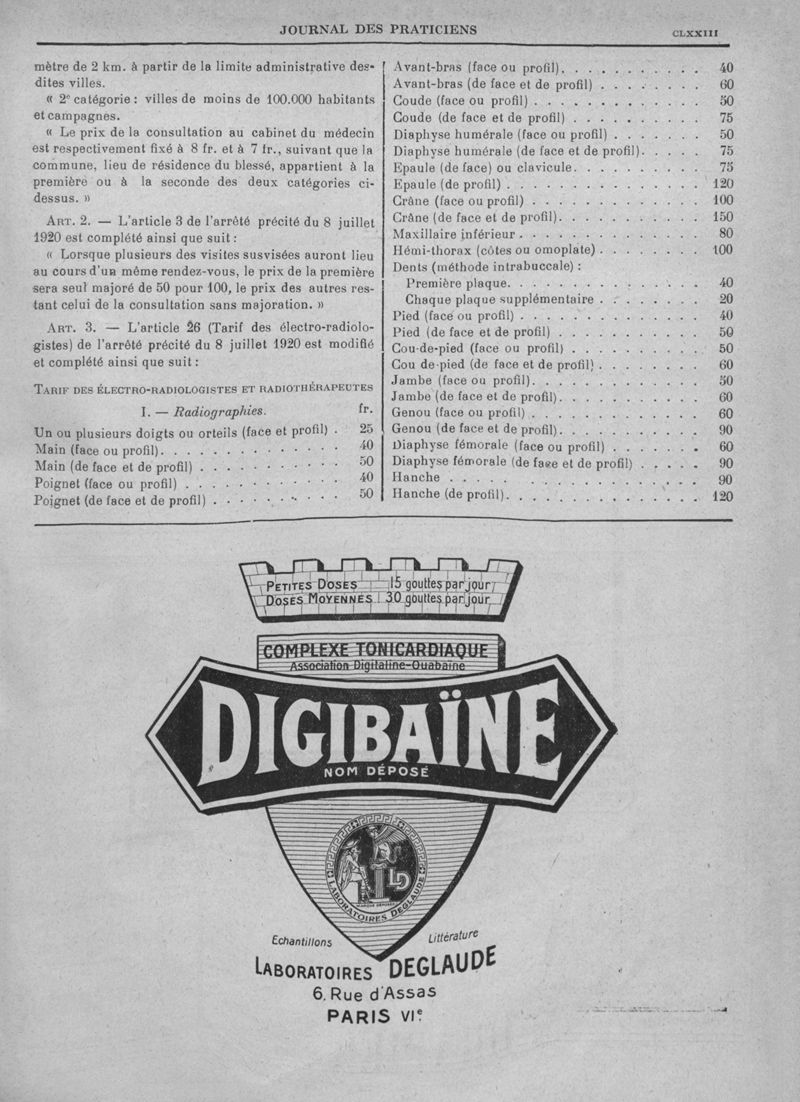 JOURNAL DES PRATICIENS
CLXXIII
mètre de 2 km. à partir de la limite administrative des-
dites villes.
« 2e catégorie : villes de moins de 100.000 habitants
et campagnes.
« Le prix de la consultation au cabinet du médecin
est respectivement fixé à 8 fr. et à 7 fr., suivant que la
commune, lieu de résidence du blessé, appartient à la
première ou à la seconde des deux catégories ci-
dessus. »
ART. 2. — L'article 3 de l'arrêté précité du 8 juillet
1920 est complété ainsi que suit :
« Lorsque plusieurs des visites susvisées auront lieu
au cours d'un même rendez-vous, le prix de la première
sera seul majoré de 50 pour 100, le prix des autres res-
tant celui de la consultation sans majoration. »
ART. 3. — L'article 26 (Tarif des électro-radiolo-
gistes) de l'arrêté précité du 8 juillet 1920 est modifié
et complété ainsi que suit :
TARIF DES ÉLECTRO-RADIOLOGISTES ET RADIOTHÉRAPEUTES
I. — Radiographies. fr.
Un ou plusieurs doigts ou orteils (face et profil) . 25
Main (face ou profil). . . . . . . . . . . . . . 40
Main (de face et de profil) . . . . . . . . . . . 50
Poignet (face ou profil) . . . . . . . . . . . . 40
Poignet (de face et de profil) . . . . . . . . . . 50
Avant-bras (face ou profil). . . . . . . . . . . 40
Avant-bras (de face et de profil) . . . . . . . . 60
Coude (face ou profil) . . . . . . . . . . . . . 50
Coude (de face et de profil) . . . . . . . . . . 75
Diaphyse humérale (face ou profil) . . . . . . . 50
Diaphyse humérale (de face et de profil). . . . . 75
Epaule (de face) ou clavicule. . . . . . . . . . 75
Epaule (de profil) . . . . . . . . . . . . . . . 120
Crâne (face ou profil) . . . . . . . . . . . . . 100
Crâne (de face et de profil). . . . . . . . . . . 150
Maxillaire inférieur . . . . . . . . . . . . . . 80
Hémi-thorax (côtes ou omoplate) . . . . . . . . 100
Dents (méthode intrabuccale) :
Première plaque. . . . . . . . . . . . . . . 40
Chaque plaque supplémentaire . . . . . . . . 20
Pied (face ou profil) . . . . . . . . . . . . . . 40
Pied (de face et de profil) . . . . . . . . . . . 50
Cou-de-pied (face ou profil) . . . . . . . . . . 50
Cou de-pied (de face et de profil) . . . . . . . . 60
Jambe (face ou profil). . . . . . . . . . . . . . 50
Jambe (de face et de profil). . . . . . . . . . . 60
Genou (face ou profil) . . . . . . . . . . . . . 60
Genou (de face et de profil). . . . . . . . . . . 90
Diaphyse fémorale (face ou profil) . . . . . . . 60
Diaphyse fémorale (de face et de profil) . . . . . 90
Hanche . . . . . . . . . . . . . . . . . . . 90
Hanche (de profil). . . . . . . . . . . . . . . 120
PETITES DOSES 15 gouttes par jour
DOSES MOYENNES 30 gouttes par jour
COMPLEXE TONICARDIAQUE
Association Digitaline-Ouabaïne
DIGIBAÏNE
NOM DÉPOSÉ
LD
MARQUE DÉPOSÉE
LABORATOIRES DEGLAUDE
Echantillons
Littérature
LABORATOIRES DEGLAUDE
6, Rue d'Assas
PARIS VIe